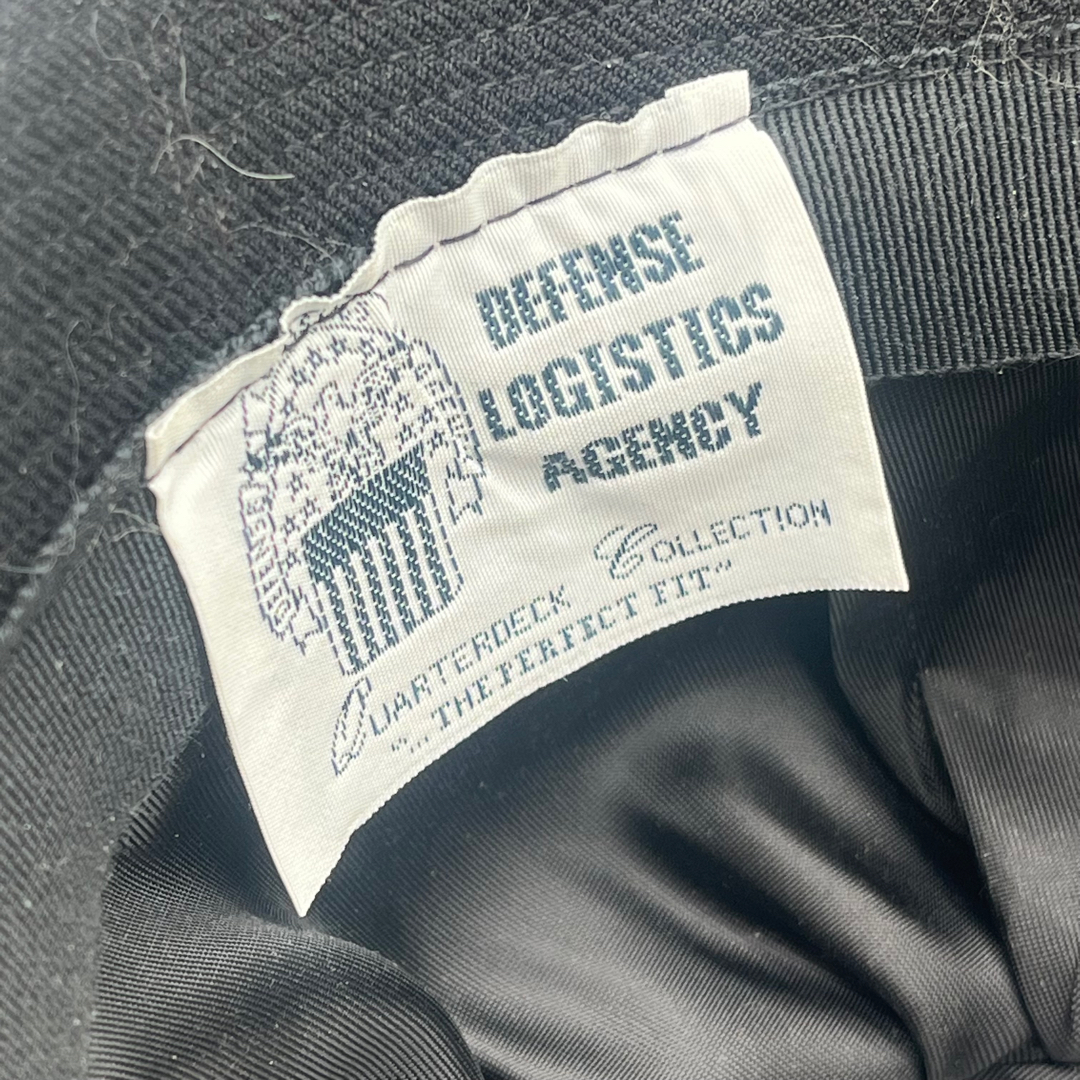 DEFENSE
LOGISTICS
AGENCY
QUARTERDECK COLLECTION
"... THE PERFECT FIT"